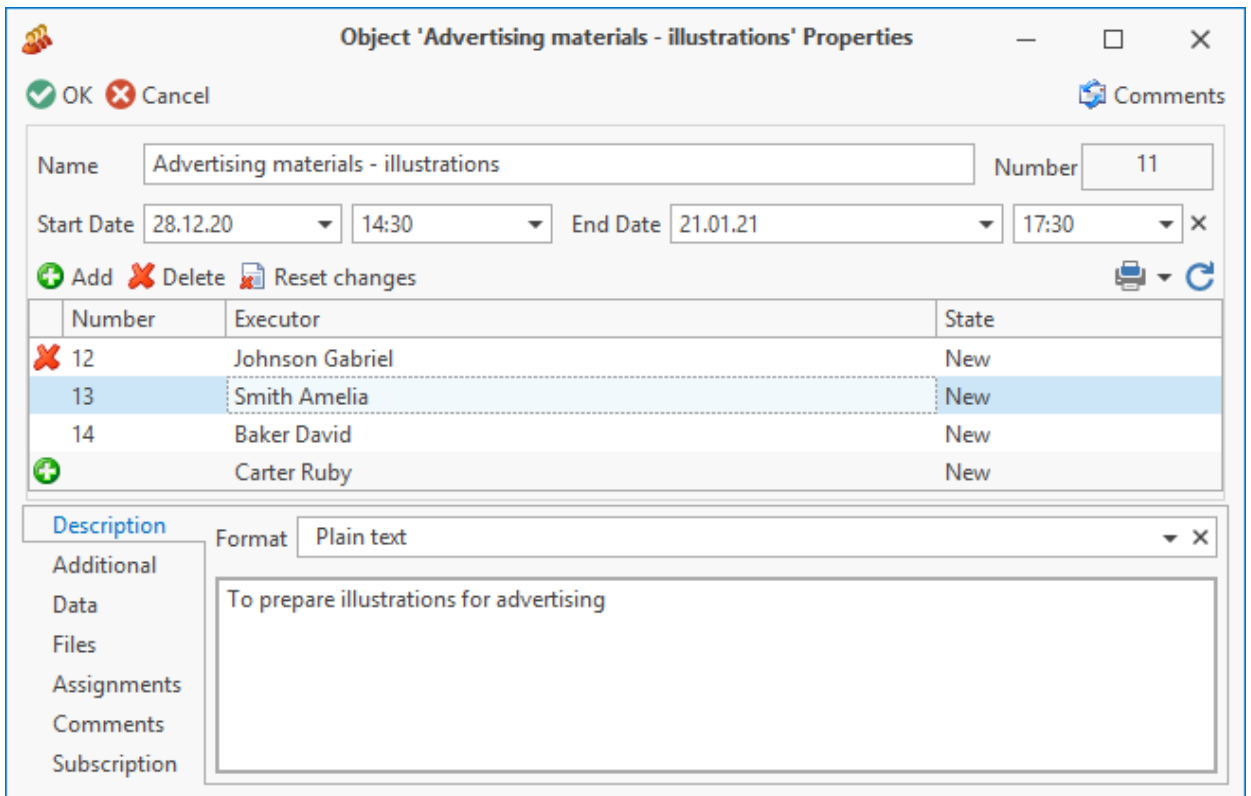 Object 'Advertising materials - illustrations' Properties
OK Cancel Comments
Name Advertising materials - illustrations Number 11
Start Date 28.12.20 14:30 End Date 21.01.21 17:30
Add Delete Reset changes
Number Executor State
12 Johnson Gabriel New
13 Smith Amelia New
14 Baker David New
Carter Ruby New
Description
Additional
Data
Files
Assignments
Comments
Subscription
Format Plain text
To prepare illustrations for advertising